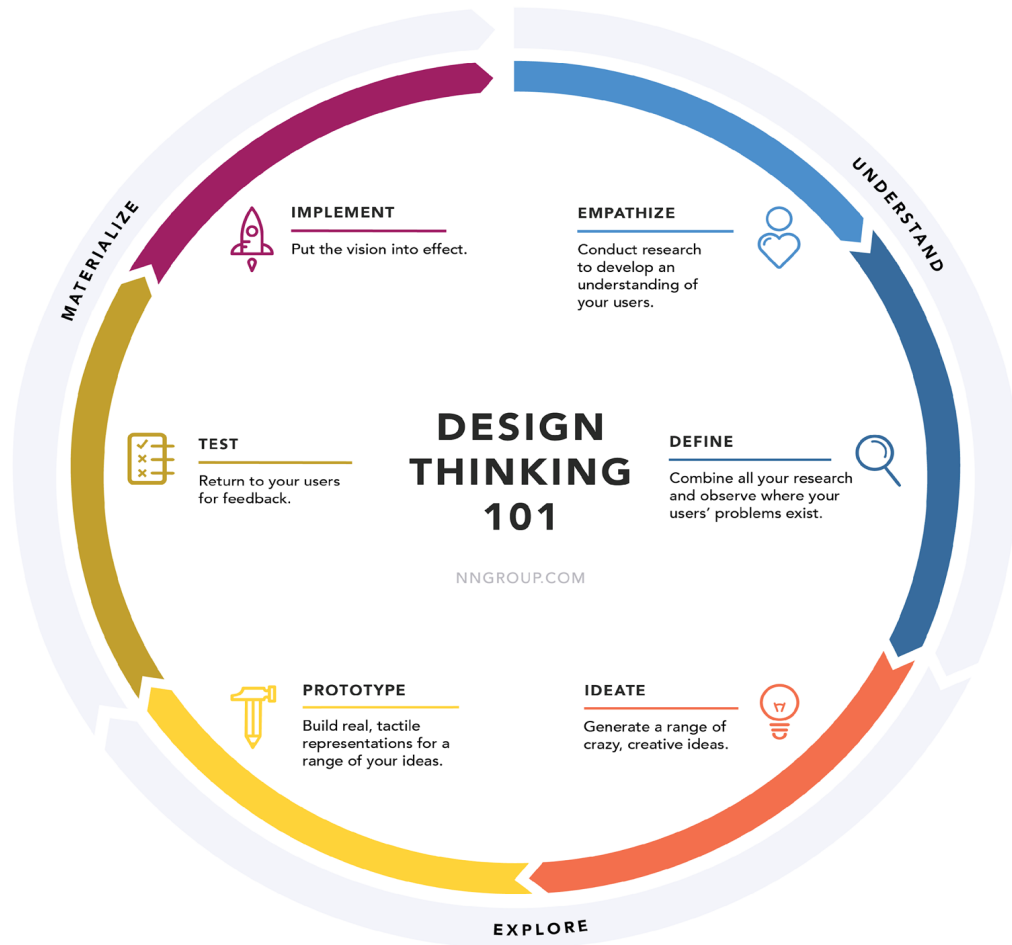 DESIGN
THINKING
101
NNGROUP.COM
UNDERSTAND
EMPATHIZE
Conduct research
to develop an
understanding of
your users.
DEFINE
Combine all your research
and observe where your
users’ problems exist.
EXPLORE
IDEATE
Generate a range of
crazy, creative ideas.
PROTOTYPE
Build real, tactile
representations for a
range of your ideas.
MATERIALIZE
TEST
Return to your users
for feedback.
IMPLEMENT
Put the vision into effect.